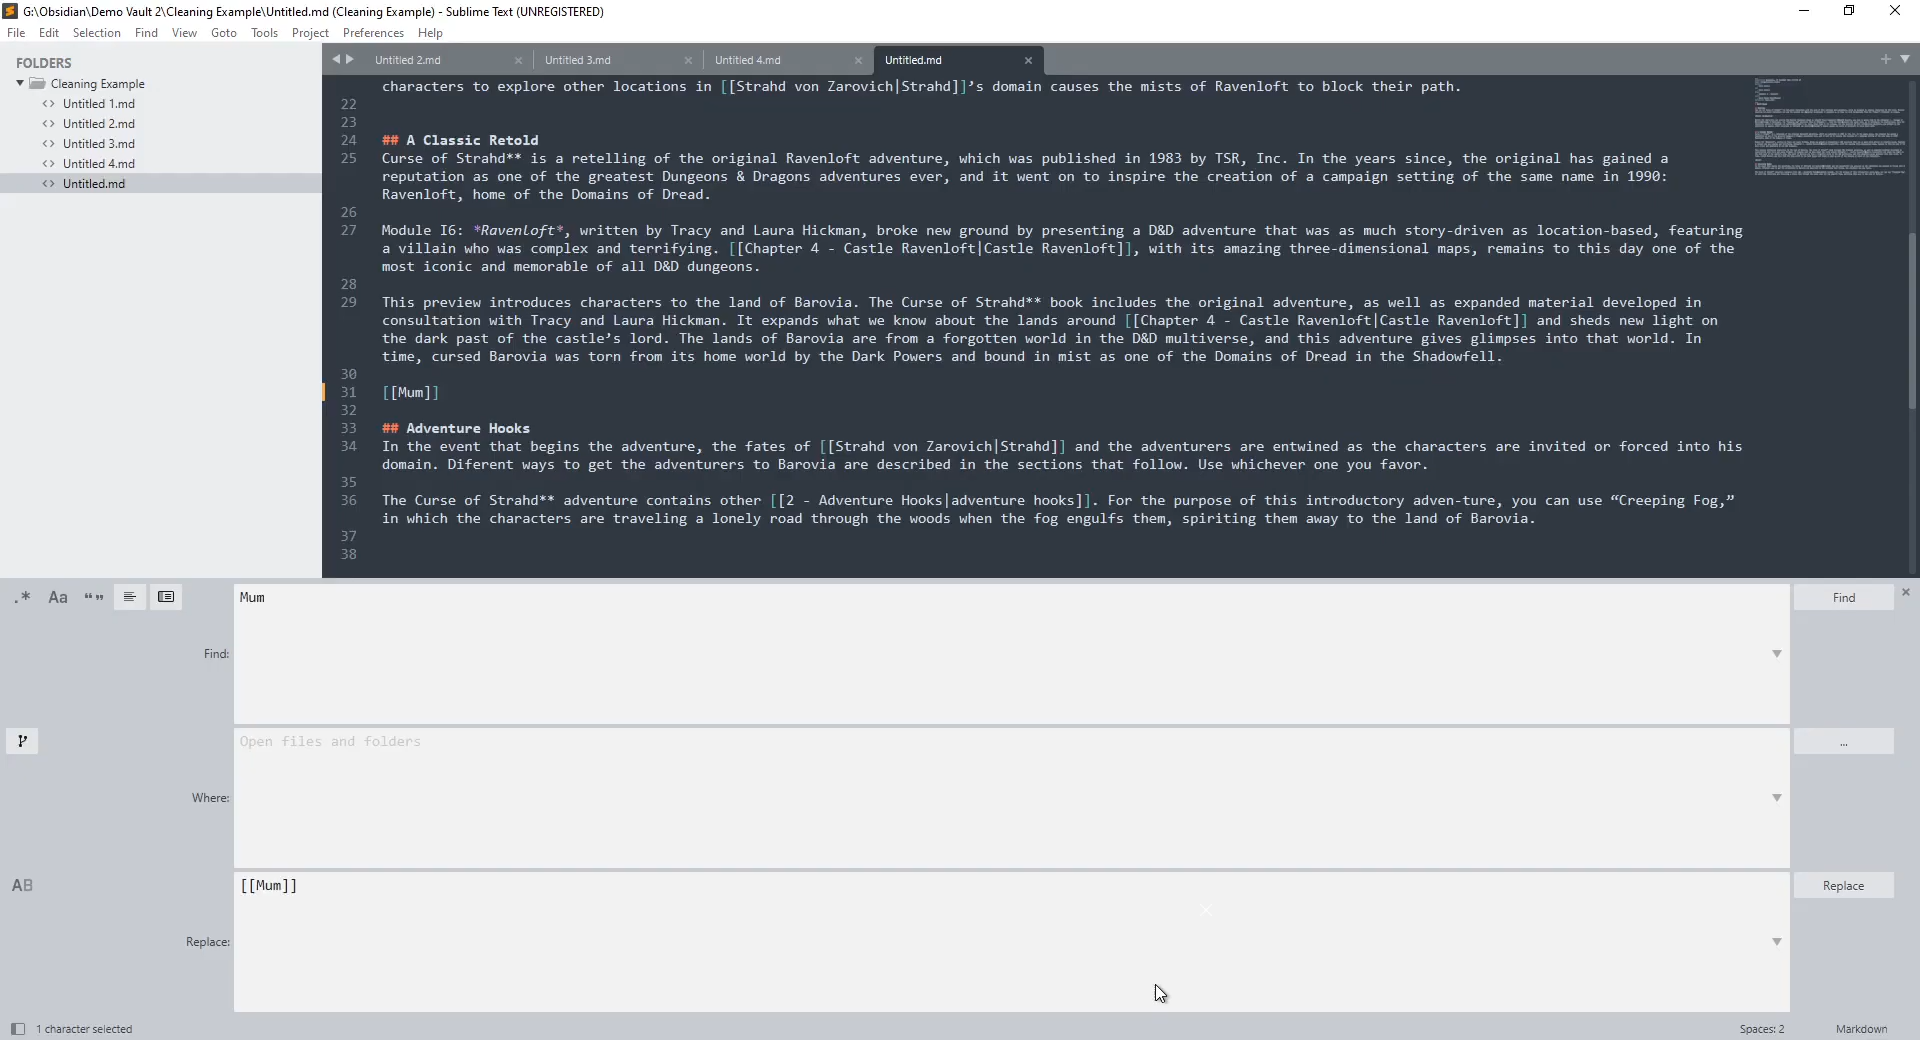 G:\Obsidian\Demo Vault 2\Cleaning Example\Untitled.md (Cleaning Example) - Sublime Text (UNREGISTERED)
File Edit Selection Find View Goto Tools Project Preferences Help
FOLDERS
Cleaning Example
Untitled 1.md
Untitled 2.md
Untitled 3.md
Untitled 4.md
Untitled.md
Untitled 2.md Untitled 3.md Untitled 4.md Untitled.md
characters to explore other locations in [[Strahd von Zarovich|Strahd]]’s domain causes the mists of Ravenloft to block their path.
22
23
24 ## A Classic Retold
25 Curse of Strahd** is a retelling of the original Ravenloft adventure, which was published in 1983 by TSR, Inc. In the years since, the original has gained a
reputation as one of the greatest Dungeons & Dragons adventures ever, and it went on to inspire the creation of a campaign setting of the same name in 1990:
Ravenloft, home of the Domains of Dread.
26
27 Module I6: *Ravenloft*, written by Tracy and Laura Hickman, broke new ground by presenting a D&D adventure that was as much story-driven as location-based, featuring
a villain who was complex and terrifying. [[Chapter 4 - Castle Ravenloft|Castle Ravenloft]], with its amazing three-dimensional maps, remains to this day one of the
most iconic and memorable of all D&D dungeons.
28
29 This preview introduces characters to the land of Barovia. The Curse of Strahd** book includes the original adventure, as well as expanded material developed in
consultation with Tracy and Laura Hickman. It expands what we know about the lands around [[Chapter 4 - Castle Ravenloft|Castle Ravenloft]] and sheds new light on
the dark past of the castle’s lord. The lands of Barovia are from a forgotten world in the D&D multiverse, and this adventure gives glimpses into that world. In
time, cursed Barovia was torn from its home world by the Dark Powers and bound in mist as one of the Domains of Dread in the Shadowfell.
30
31 [[Mum]]
32
33 ## Adventure Hooks
34 In the event that begins the adventure, the fates of [[Strahd von Zarovich|Strahd]] and the adventurers are entwined as the characters are invited or forced into his
domain. Diferent ways to get the adventurers to Barovia are described in the sections that follow. Use whichever one you favor.
35
36 The Curse of Strahd** adventure contains other [[2 - Adventure Hooks|adventure hooks]]. For the purpose of this introductory adven-ture, you can use “Creeping Fog,”
in which the characters are traveling a lonely road through the woods when the fog engulfs them, spiriting them away to the land of Barovia.
37
38
.* Aa “”
Mum
Find
Find:
Open files and folders
...
Where:
AB
[[Mum]]
Replace
Replace:
1 character selected
Spaces: 2
Markdown